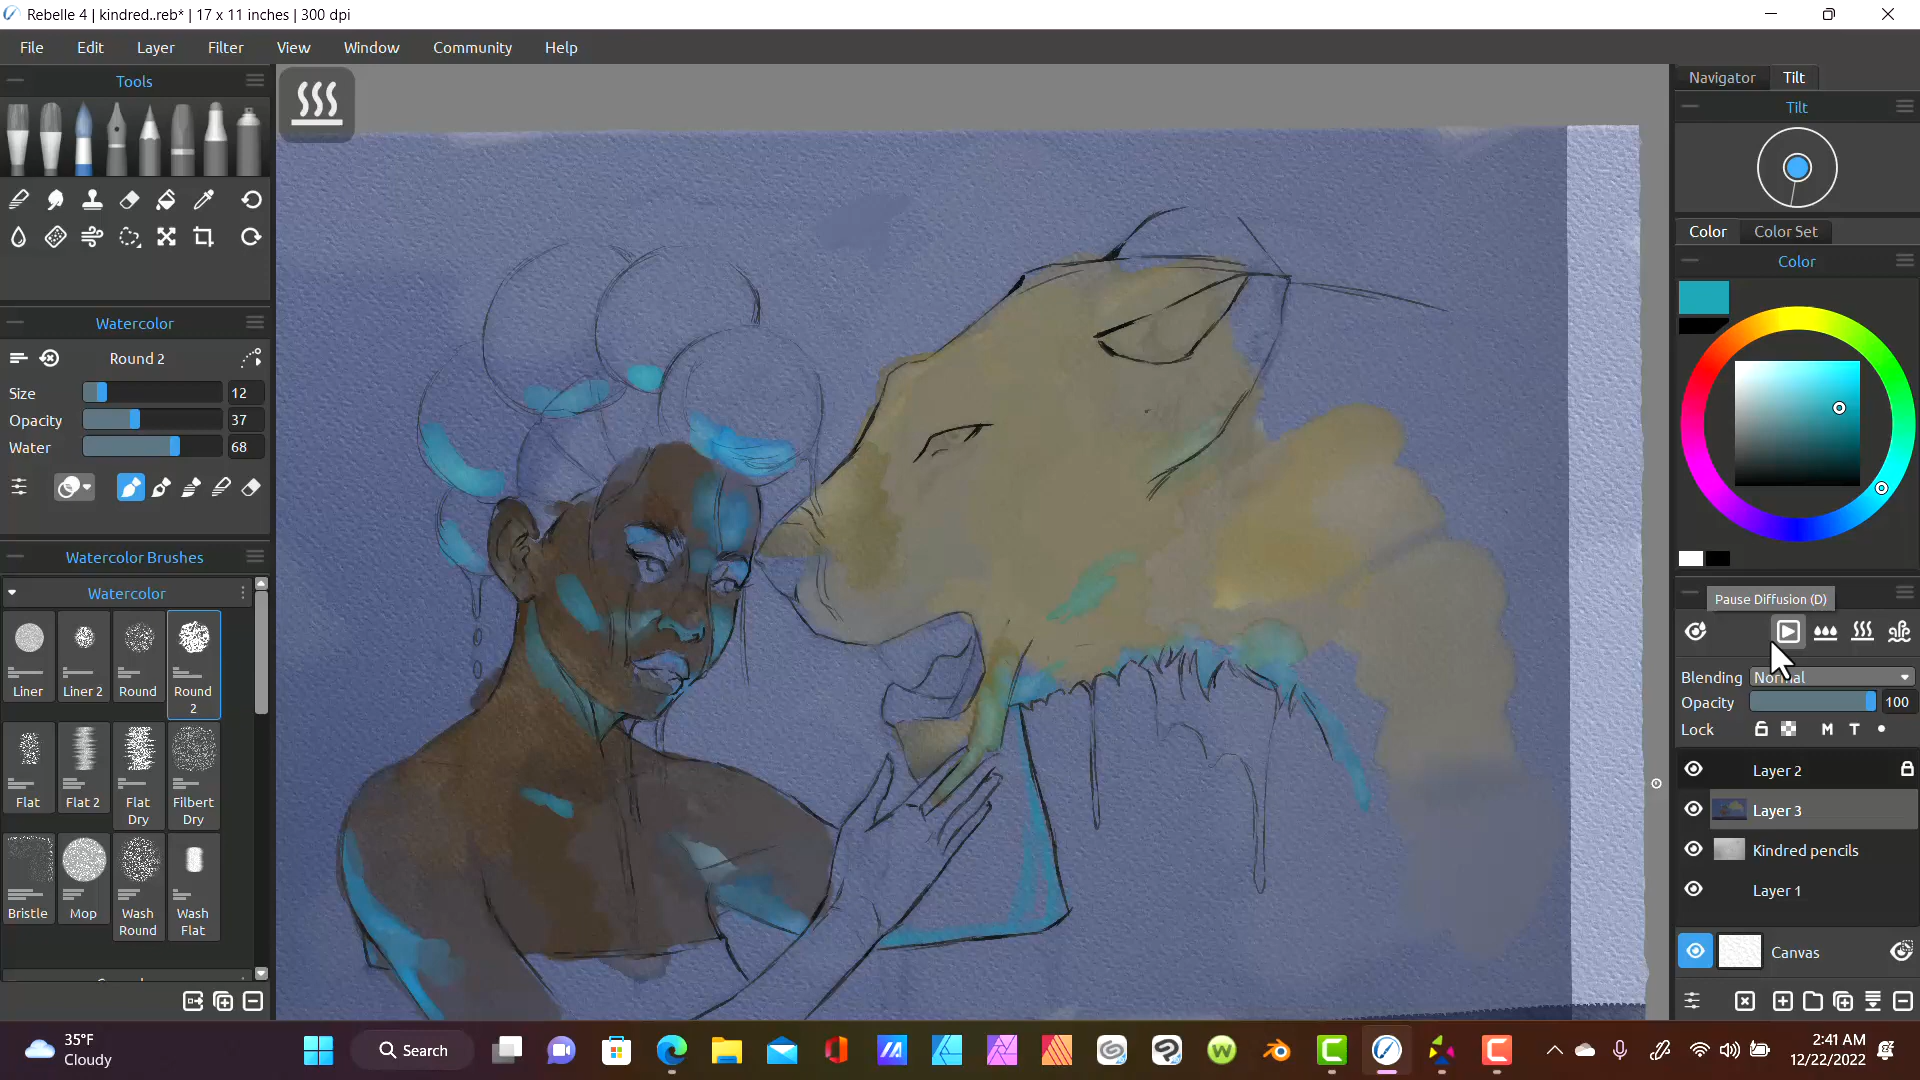 Rebelle 4 | kindred..reb* | 17 x 11 inches | 300 dpi
File Edit Layer Filter View Window Community Help
Tools
Watercolor
Round 2
Size 12
Opacity 37
Water 68
Watercolor Brushes
Watercolor
Liner Liner 2 Round Round 2
Flat Flat 2 Flat Dry Filbert Dry
Bristle Mop Wash Round Wash Flat
Navigator Tilt
Tilt
Color Color Set
Color
Pause Diffusion (D)
Blending Normal
Opacity 100
Lock M T
Layer 2
Layer 3
Kindred pencils
Layer 1
Canvas
35°F
Cloudy
Search
2:41 AM
12/22/2022